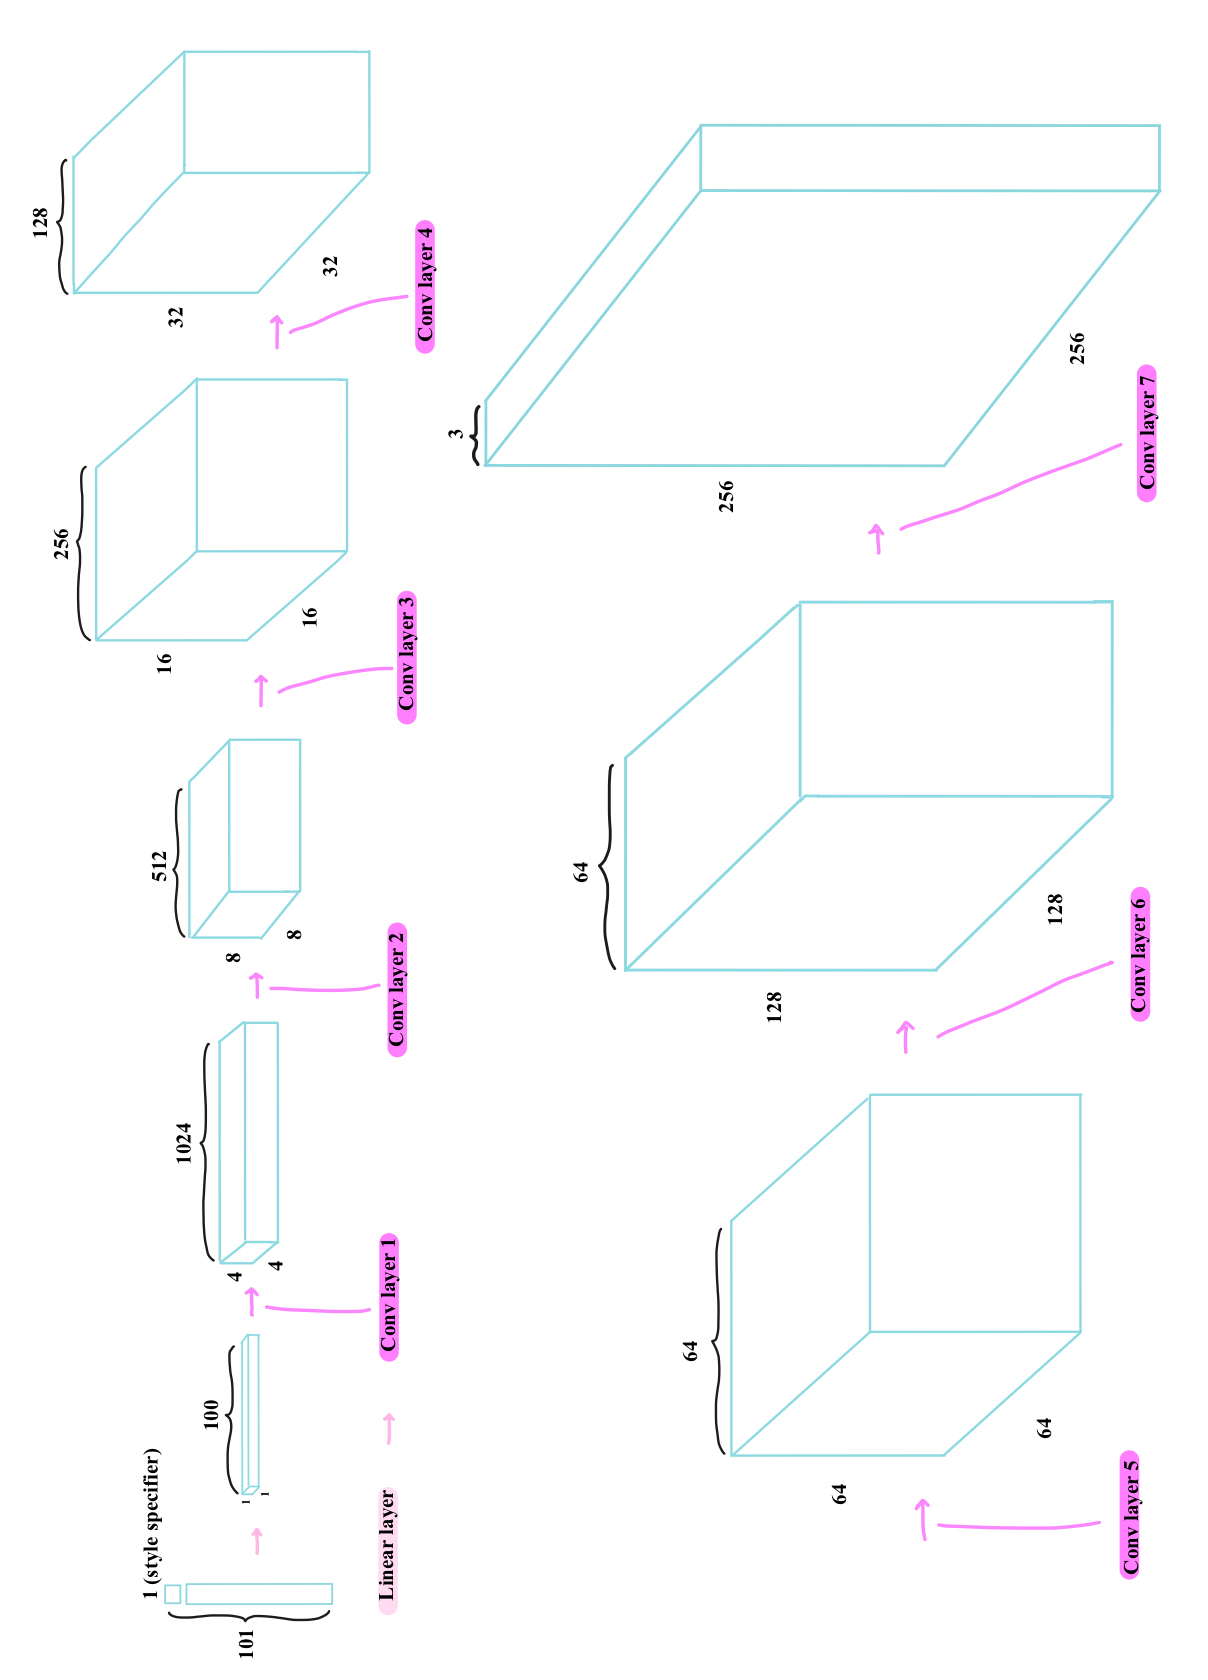 1 (style specifier)
101
100
1
1
1024
4
4
512
8
8
256
16
16
128
32
32
Linear layer
Conv layer 1
Conv layer 2
Conv layer 3
Conv layer 4
64
64
64
64
128
128
3
256
256
Conv layer 5
Conv layer 6
Conv layer 7